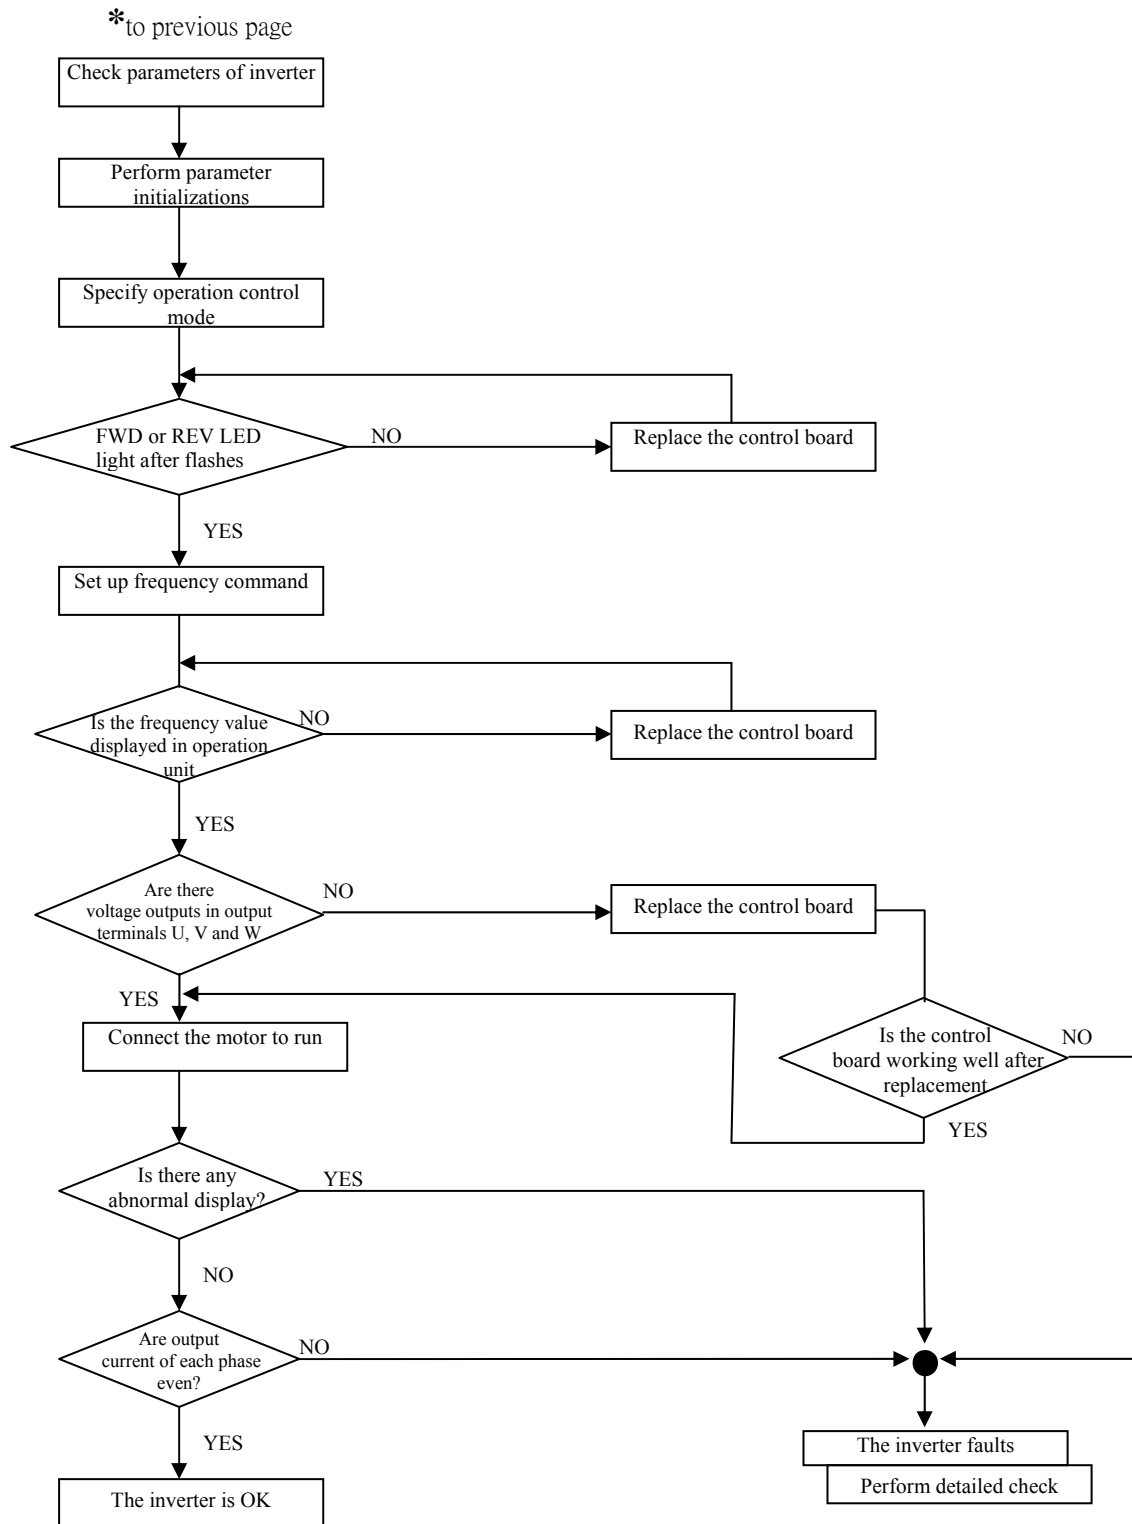 *to previous page
Check parameters of inverter
Perform parameter
initializations
Specify operation control
mode
FWD or REV LED
light after flashes
NO
Replace the control board
YES
Set up frequency command
Is the frequency value
displayed in operation
unit
NO
Replace the control board
YES
Are there
voltage outputs in output
terminals U, V and W
NO
Replace the control board
YES
Connect the motor to run
Is the control
board working well after
replacement
NO
YES
Is there any
abnormal display?
YES
NO
Are output
current of each phase
even?
NO
YES
The inverter faults
Perform detailed check
The inverter is OK